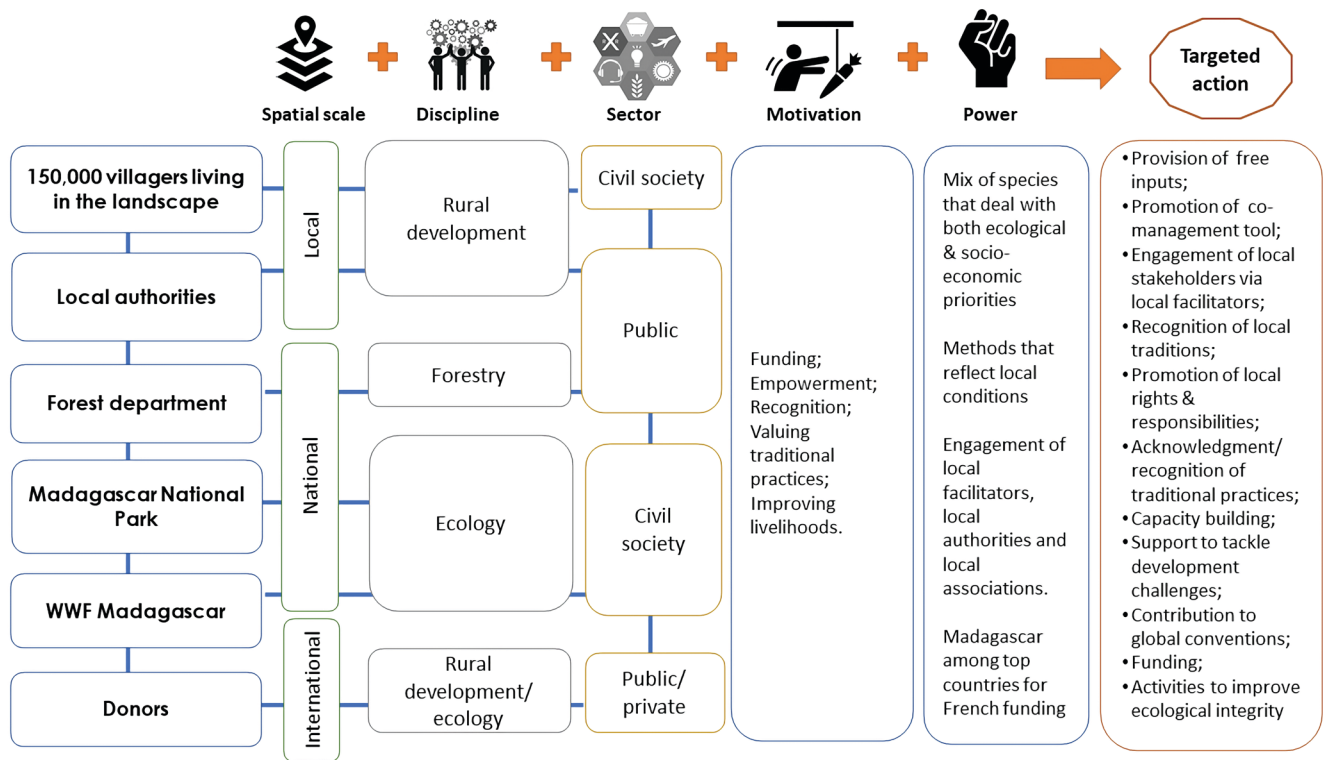 Spatial scale
Discipline
Sector
Motivation
Power
Targeted
action
150,000 villagers living
in the landscape
Local authorities
Forest department
Madagascar National
Park
WWF Madagascar
Donors
Local
National
International
Rural
development
Forestry
Ecology
Rural
development/
ecology
Civil society
Public
Civil
society
Public/
private
Funding;
Empowerment;
Recognition;
Valuing
traditional
practices;
Improving
livelihoods.
Mix of species
that deal with
both ecological
& socio-
economic
priorities
Methods that
reflect local
conditions
Engagement of
local
facilitators,
local
authorities and
local
associations.
Madagascar
among top
countries for
French funding
•Provision of free
inputs;
•Promotion of co-
management tool;
•Engagement of local
stakeholders via
local facilitators;
•Recognition of local
traditions;
•Promotion of local
rights &
responsibilities;
•Acknowledgment/
recognition of
traditional practices;
•Capacity building;
•Support to tackle
development
challenges;
•Contribution to
global conventions;
•Funding;
•Activities to improve
ecological integrity